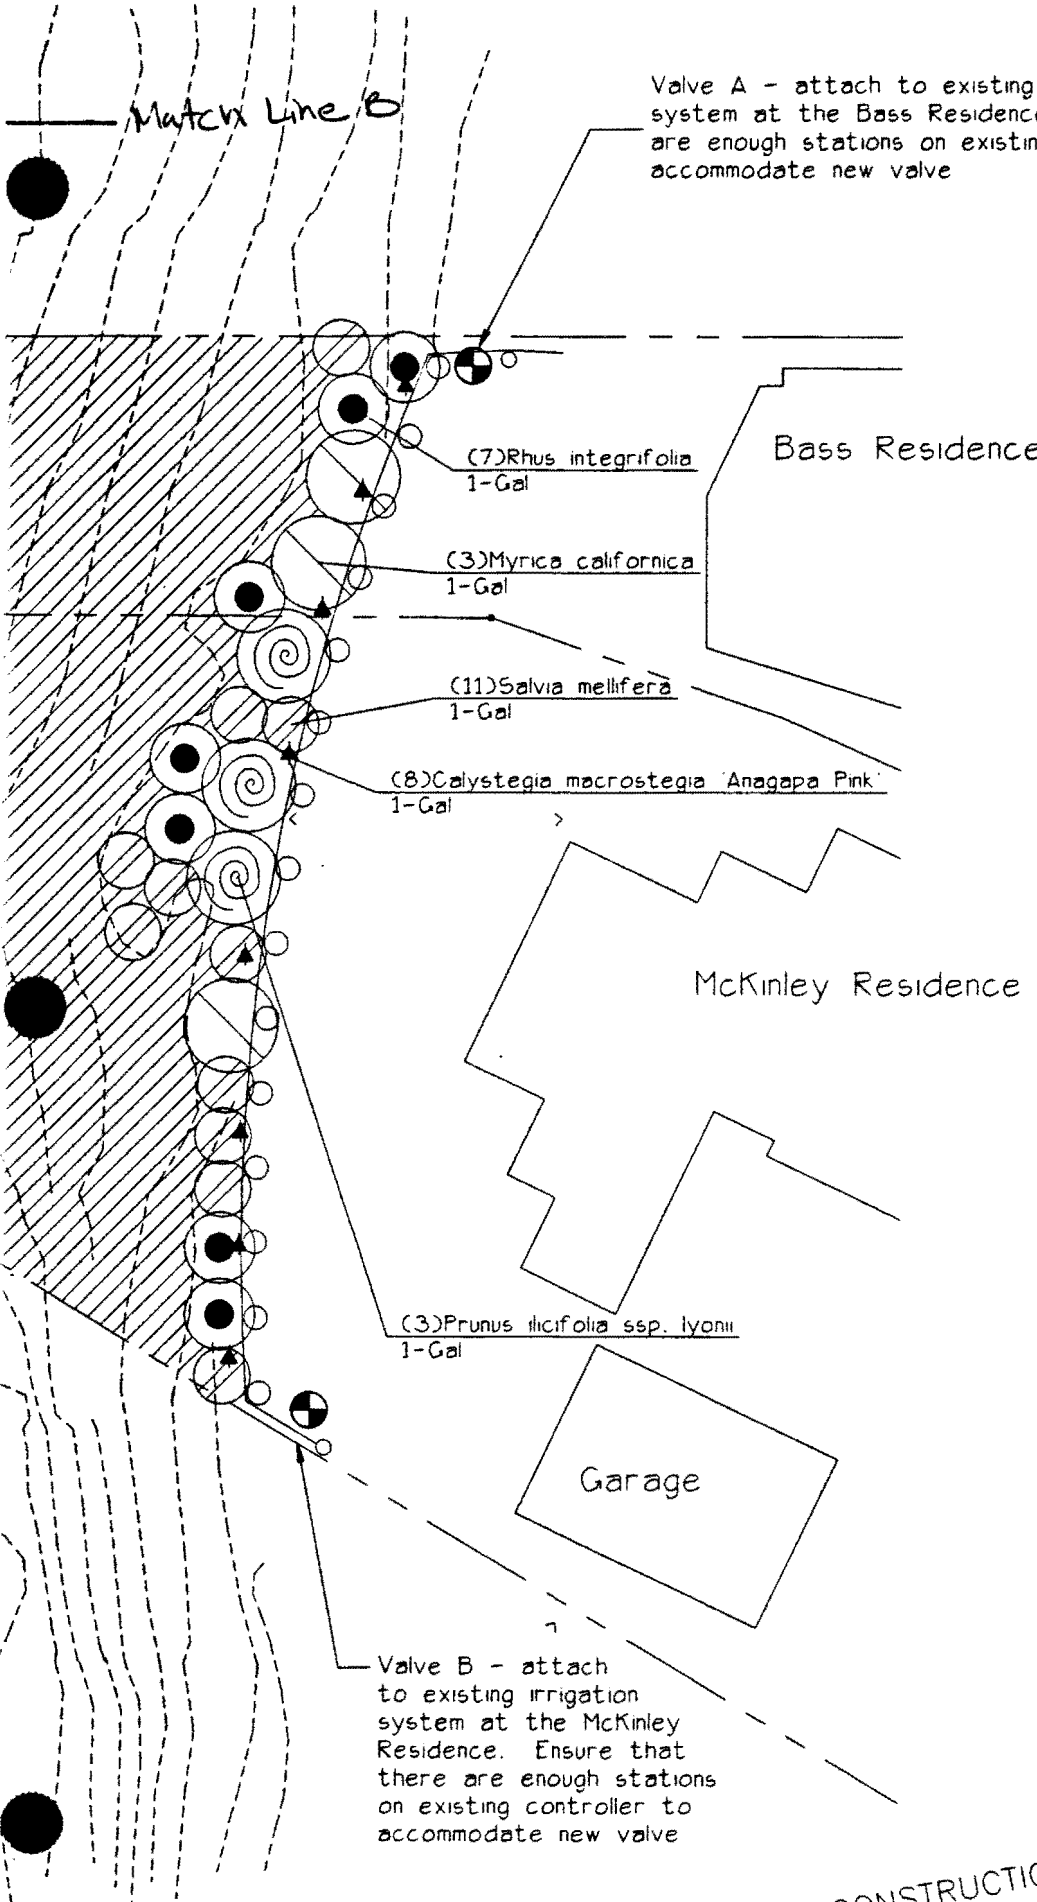 Match Line B
Valve A - attach to existing
system at the Bass Residence
are enough stations on
accommodate new valve
Bass Residence
(7)Rhus integrifolia
1-Gal
(3)Myrica californica
1-Gal
(11)Salvia mellifera
1-Gal
(8)Calystegia macrostegia 'Anagapa Pink'
1-Gal
McKinley Residence
(3)Prunus ilicifolia ssp. lyonii
1-Gal
Garage
Valve B - attach
to existing irrigation
system at the McKinley
Residence. Ensure that
there are enough stations
on existing controller to
accommodate new valve